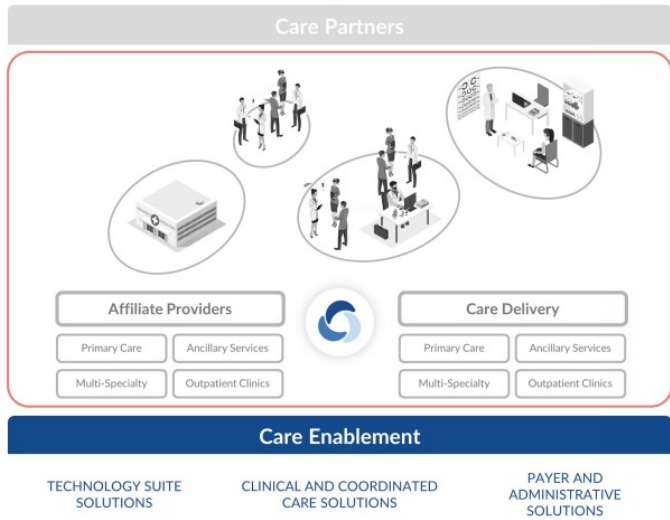 Care Partners
Affiliate Providers
Primary Care
Ancillary Services
Multi-Specialty
Outpatient Clinics
Care Delivery
Primary Care
Ancillary Services
Multi-Specialty
Outpatient Clinics
Care Enablement
TECHNOLOGY SUITE
SOLUTIONS
CLINICAL AND COORDINATED
CARE SOLUTIONS
PAYER AND
ADMINISTRATIVE
SOLUTIONS